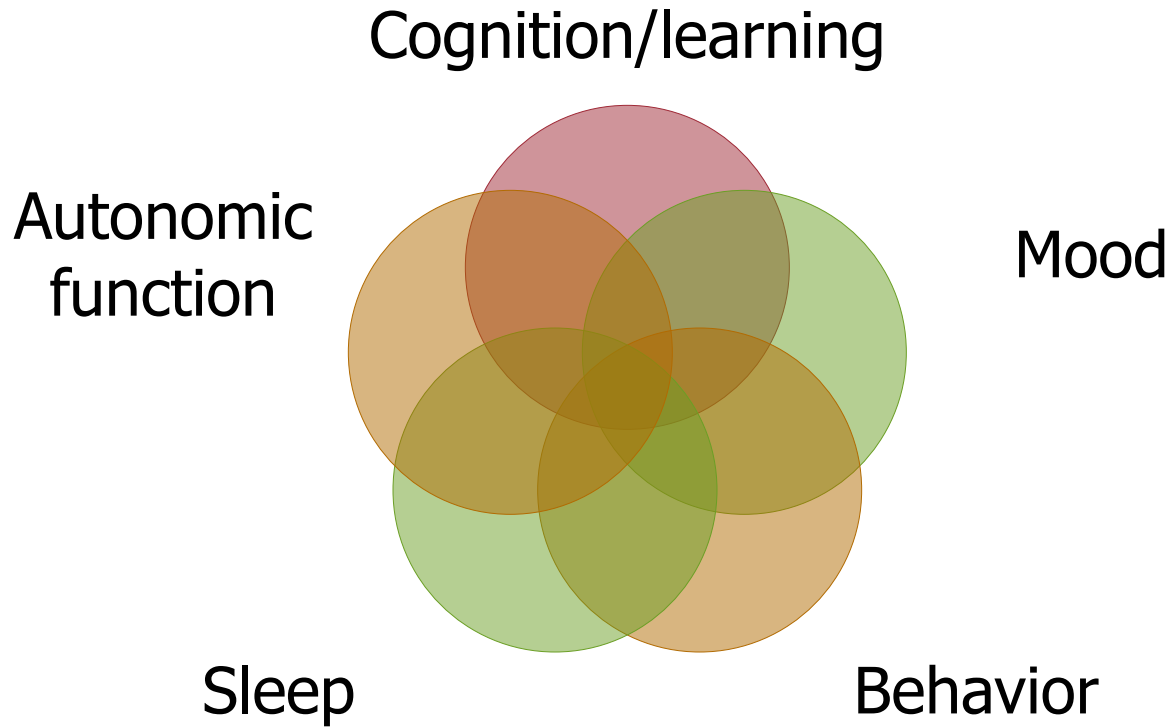 Cognition/learning
Autonomic
function
Mood
Sleep
Behavior